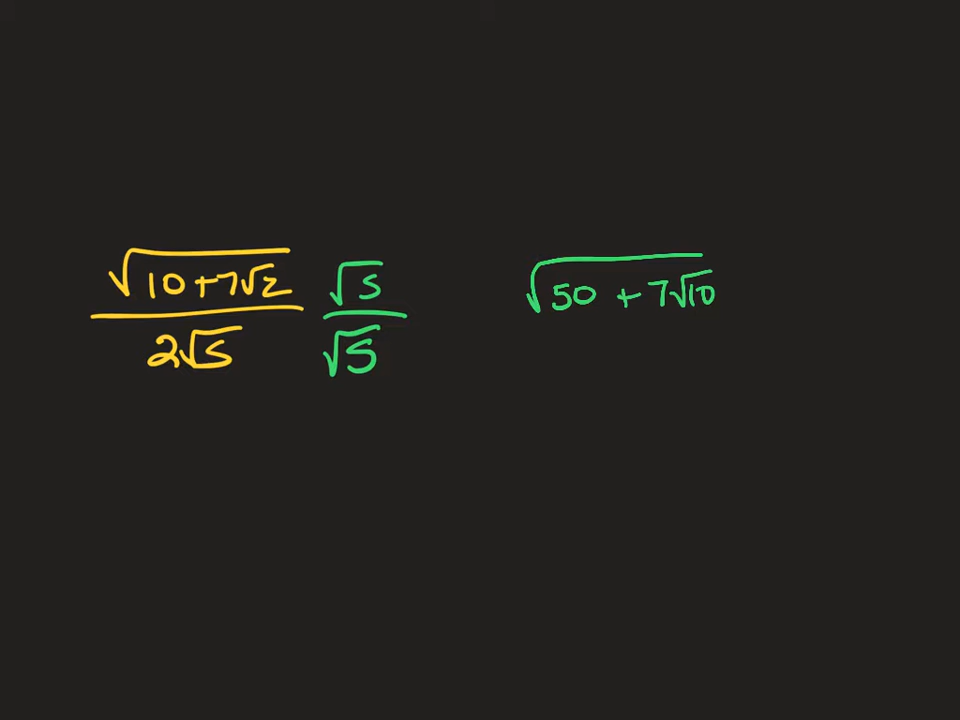 √(10+7√2) √5 √(50 + 7√10)
2√5 √5